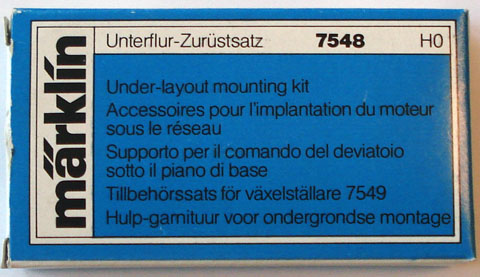 märklin
Unterflur-Zurüstsatz 7548 H0
Under-layout mounting kit
Accessoires pour l'implantation du moteur
sous le réseau
Supporto per il comando del deviatoio
sotto il piano di base
Tillbehörssats för växelställare 7549
Hulp-garnituur voor ondergrondse montage